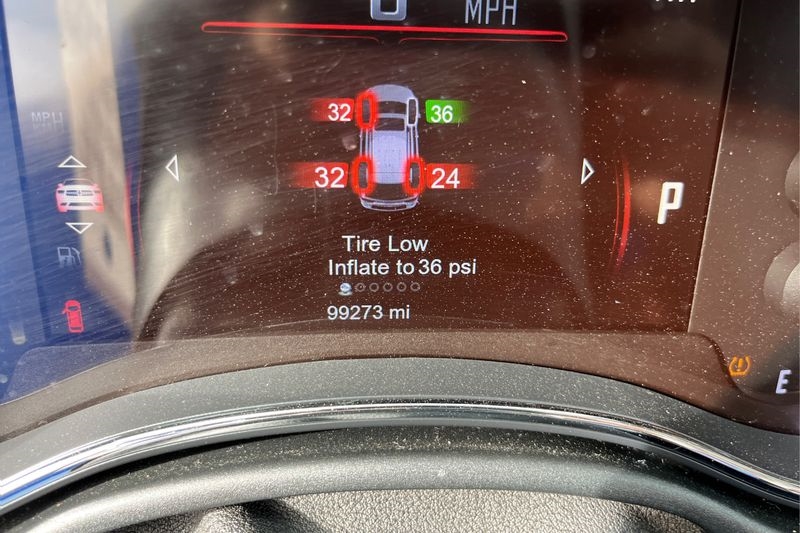 MPH
32 36
MPH
32 24
P
Tire Low
Inflate to 36 psi
99273 mi
E